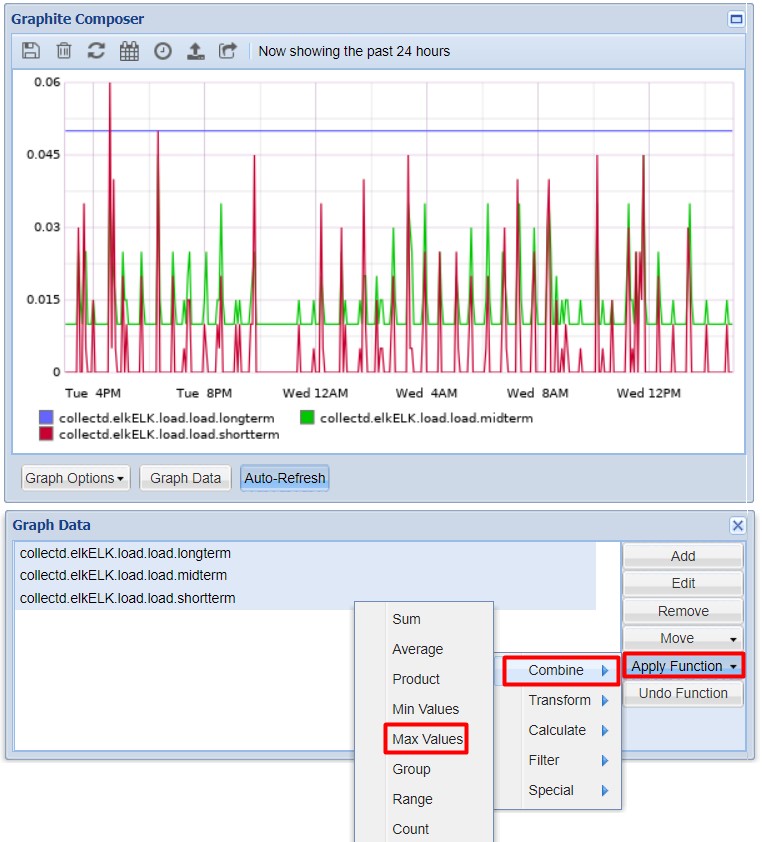 Graphite Composer
Now showing the past 24 hours
0.06
0.045
0.03
0.015
0
Tue 4PM Tue 8PM Wed 12AM Wed 4AM Wed 8AM Wed 12PM
collectd.elkELK.load.load.longterm collectd.elkELK.load.load.midterm
collectd.elkELK.load.load.shortterm
Graph Options Graph Data Auto-Refresh
Graph Data
collectd.elkELK.load.load.longterm
collectd.elkELK.load.load.midterm
collectd.elkELK.load.load.shortterm
Add
Edit
Remove
Move
Apply Function
Undo Function
Combine
Transform
Calculate
Filter
Special
Sum
Average
Product
Min Values
Max Values
Group
Range
Count